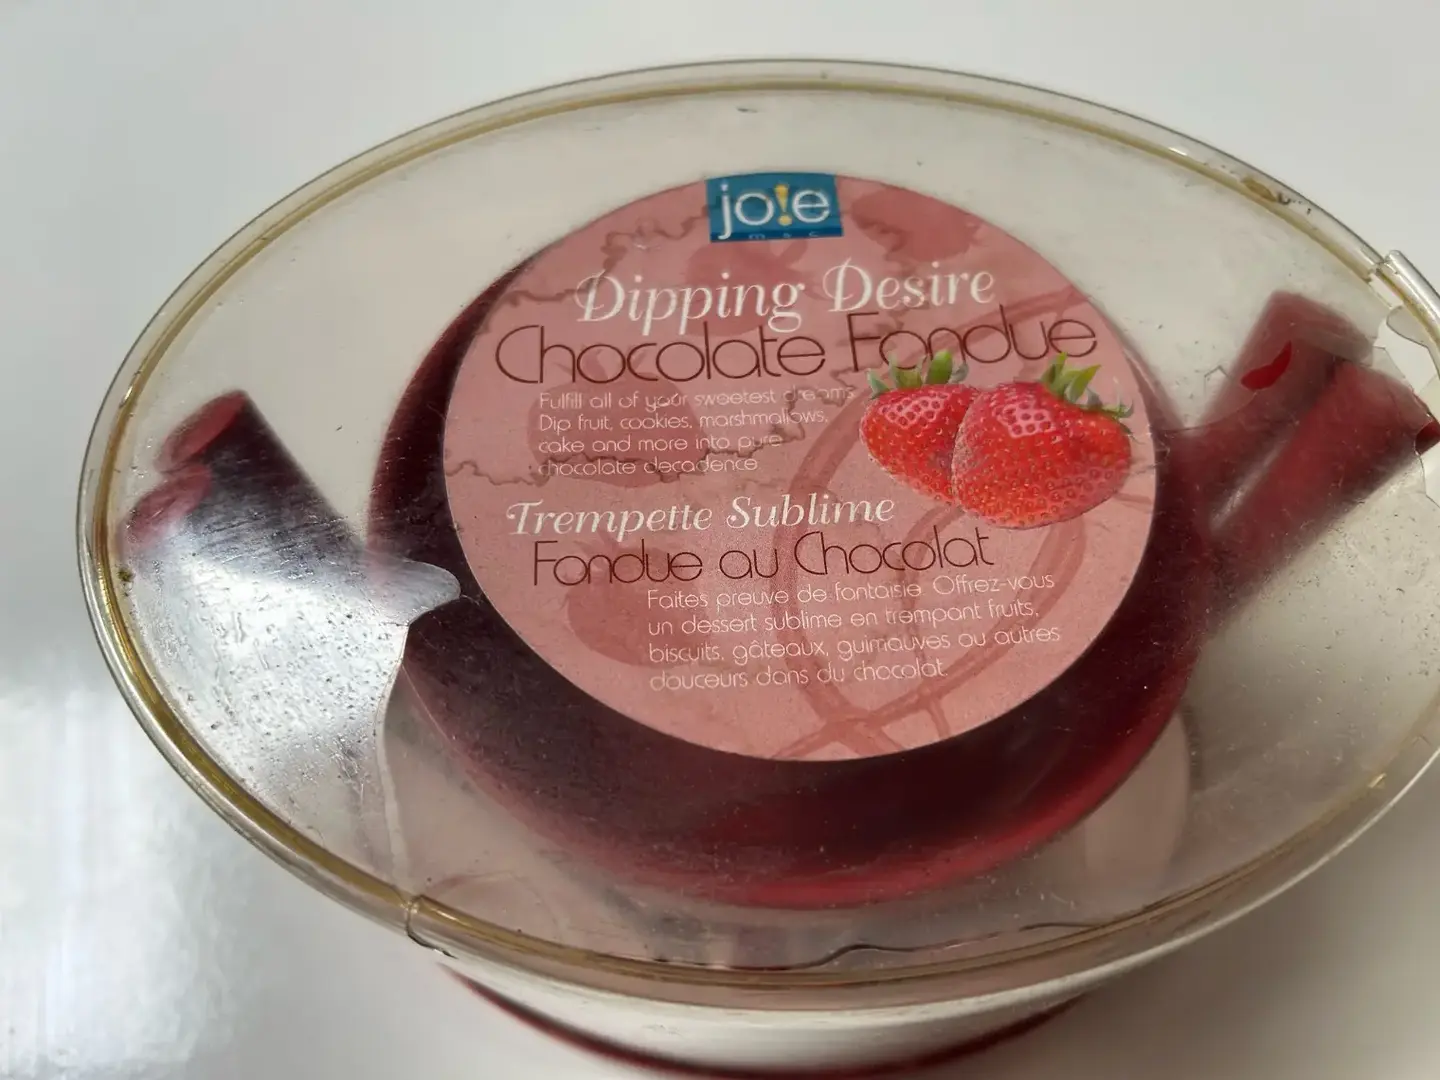 jo!e
msc
Dipping Desire
Chocolate Fondue
Fulfill all of your sweetest dreams
Dip fruit, cookies, marshmallows,
cake and more into pure
chocolate decadence
Trempette Sublime
Fondue au Chocolat
Faites preuve de fantaisie Offrez-vous
un dessert sublime en trempant fruits,
biscuits, gâteaux, guimauves ou autres
douceurs dans du chocolat